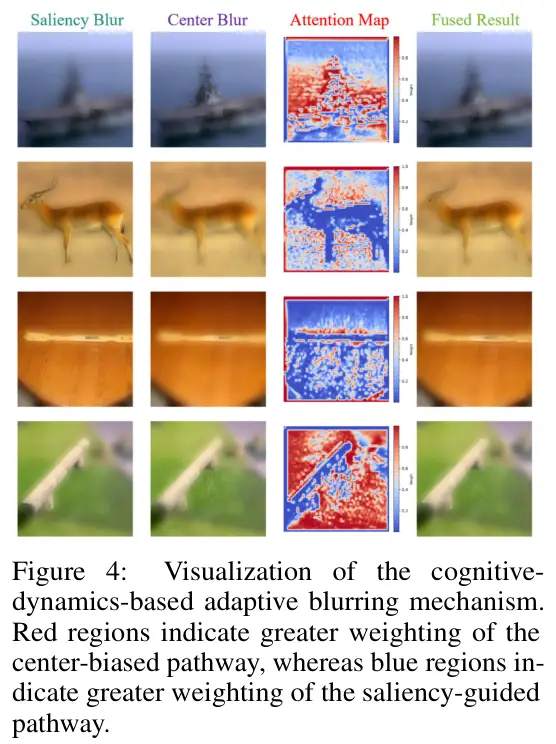 Saliency Blur Center Blur Attention Map Fused Result
Figure 4: Visualization of the cognitive-
dynamics-based adaptive blurring mechanism.
Red regions indicate greater weighting of the
center-biased pathway, whereas blue regions in-
dicate greater weighting of the saliency-guided
pathway.